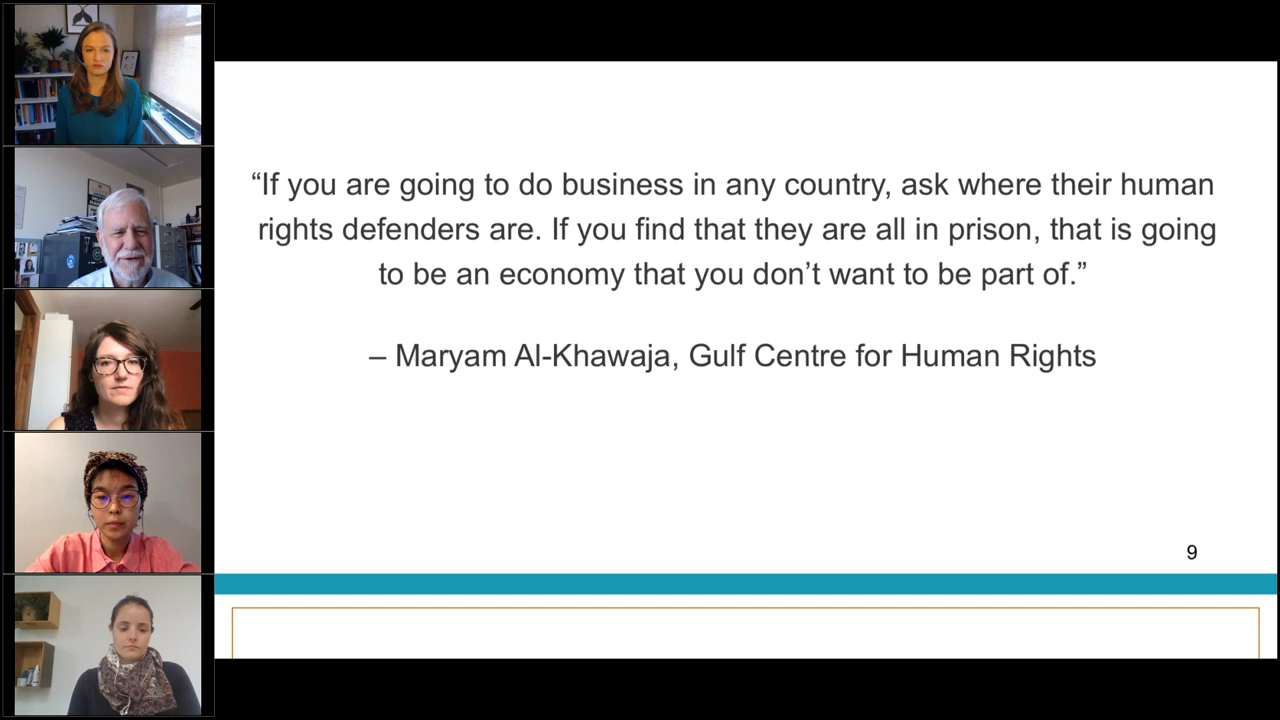 “If you are going to do business in any country, ask where their human
rights defenders are. If you find that they are all in prison, that is going
to be an economy that you don’t want to be part of.”
– Maryam Al-Khawaja, Gulf Centre for Human Rights
9